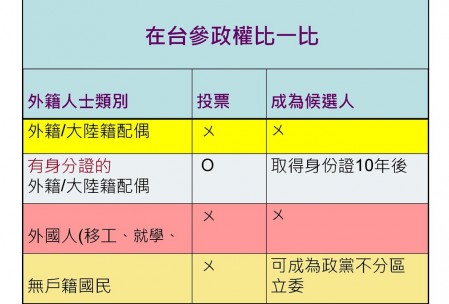 在台參政權比一比
外籍人士類別 投票 成為候選人
外籍/大陸籍配偶 ㄨ ㄨ
有身分證的 O 取得身份證10年後
外籍/大陸籍配偶
外國人(移工、就學、 ㄨ ㄨ
無戶籍國民 ㄨ 可成為政黨不分區
立委